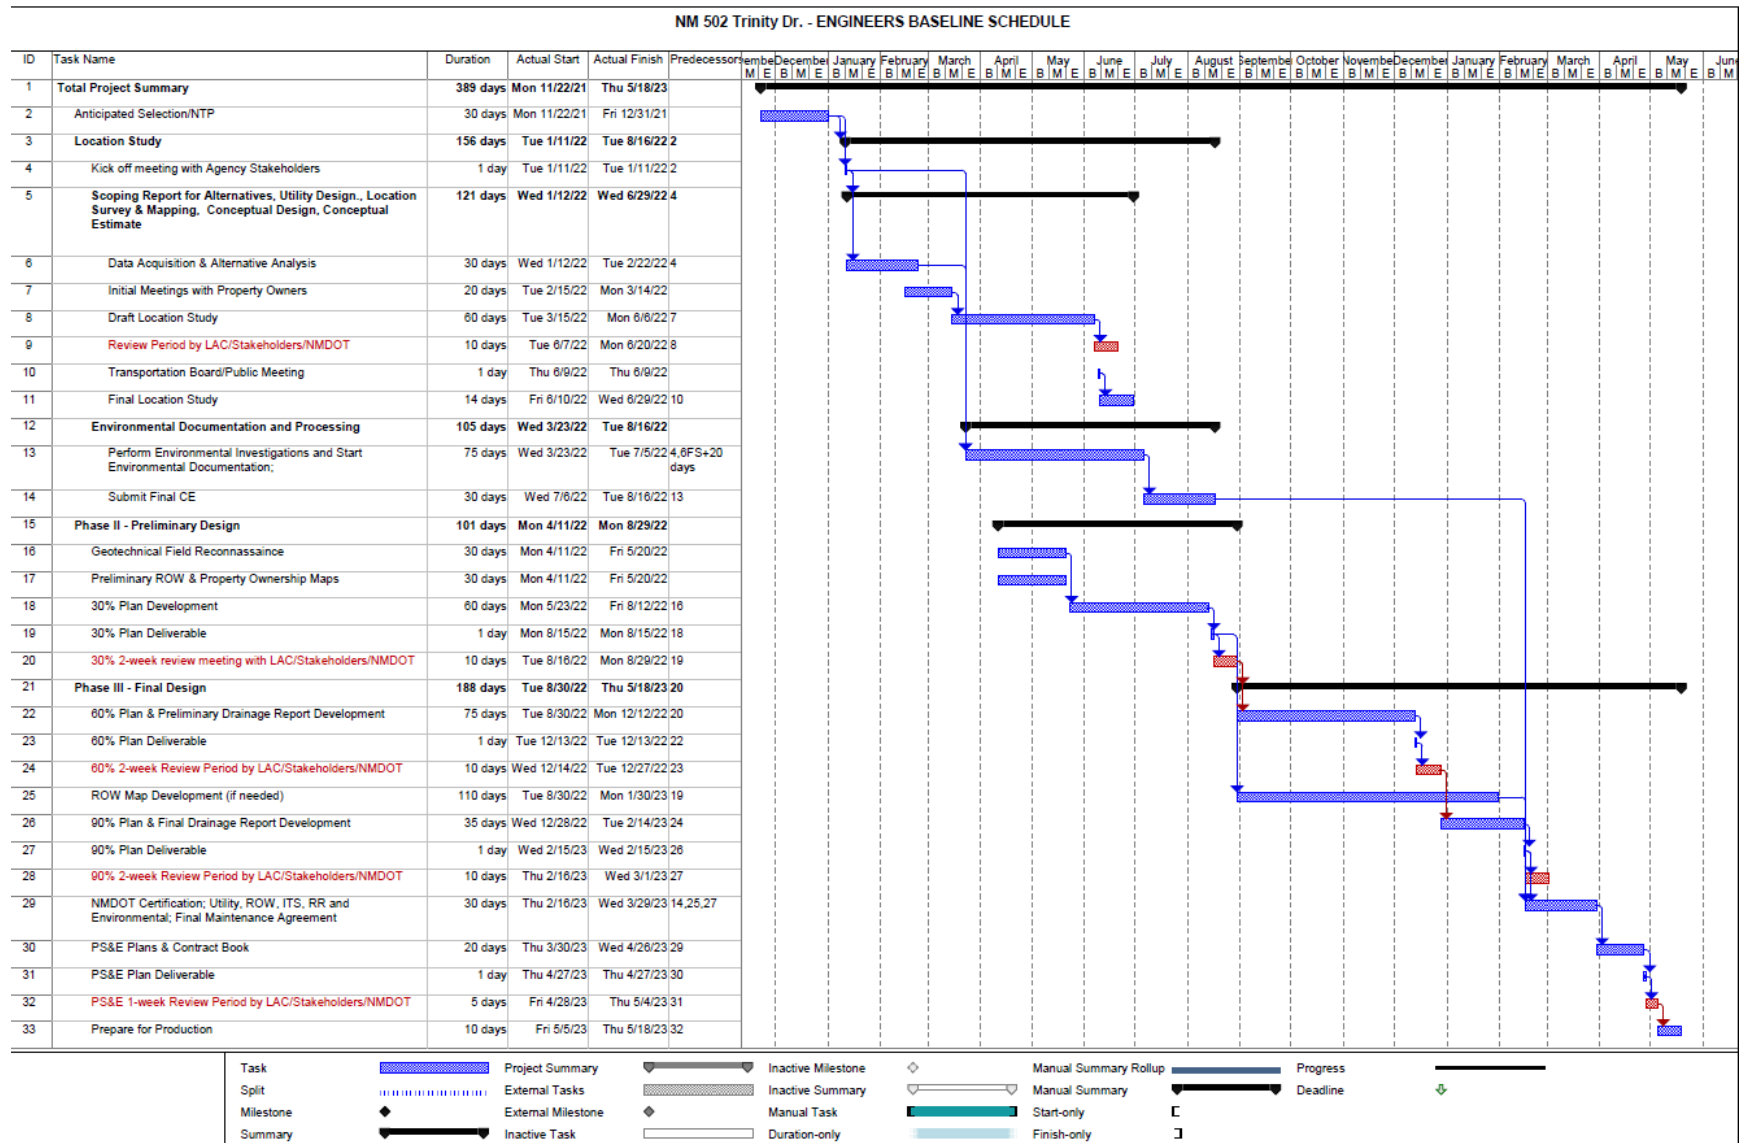 NM 502 Trinity Dr. - ENGINEERS BASELINE SCHEDULE
ID Task Name Duration Actual Start Actual Finish Predecessors
December January February March April May June July August September October November December January February March April May June
M E B M E B M E B M E B M E B M E B M E B M E B M E B M E B M E B M E B M E B M E B M E B M E B M E B M E B M E B M
1 Total Project Summary 389 days Mon 11/22/21 Thu 5/18/23
2 Anticipated Selection/NTP 30 days Mon 11/22/21 Fri 12/31/21
3 Location Study 156 days Tue 1/11/22 Tue 8/16/22 2
4 Kick off meeting with Agency Stakeholders 1 day Tue 1/11/22 Tue 1/11/22 2
5 Scoping Report for Alternatives, Utility Design., Location 121 days Wed 1/12/22 Wed 6/29/22 4
Survey & Mapping, Conceptual Design, Conceptual
Estimate
6 Data Acquisition & Alternative Analysis 30 days Wed 1/12/22 Tue 2/22/22 4
7 Initial Meetings with Property Owners 20 days Tue 2/15/22 Mon 3/14/22
8 Draft Location Study 60 days Tue 3/15/22 Mon 6/6/22 7
9 Review Period by LAC/Stakeholders/NMDOT 10 days Tue 6/7/22 Mon 6/20/22 8
10 Transportation Board/Public Meeting 1 day Thu 6/9/22 Thu 6/9/22
11 Final Location Study 14 days Fri 6/10/22 Wed 6/29/22 10
12 Environmental Documentation and Processing 105 days Wed 3/23/22 Tue 8/16/22
13 Perform Environmental Investigations and Start 75 days Wed 3/23/22 Tue 7/5/22 4,6FS+20
Environmental Documentation; days
14 Submit Final CE 30 days Wed 7/6/22 Tue 8/16/22 13
15 Phase II - Preliminary Design 101 days Mon 4/11/22 Mon 8/29/22
16 Geotechnical Field Reconnassaince 30 days Mon 4/11/22 Fri 5/20/22
17 Preliminary ROW & Property Ownership Maps 30 days Mon 4/11/22 Fri 5/20/22
18 30% Plan Development 60 days Mon 5/23/22 Fri 8/12/22 16
19 30% Plan Deliverable 1 day Mon 8/15/22 Mon 8/15/22 18
20 30% 2-week review meeting with LAC/Stakeholders/NMDOT 10 days Tue 8/16/22 Mon 8/29/22 19
21 Phase III - Final Design 188 days Tue 8/30/22 Thu 5/18/23 20
22 60% Plan & Preliminary Drainage Report Development 75 days Tue 8/30/22 Mon 12/12/22 20
23 60% Plan Deliverable 1 day Tue 12/13/22 Tue 12/13/22 22
24 60% 2-week Review Period by LAC/Stakeholders/NMDOT 10 days Wed 12/14/22 Tue 12/27/22 23
25 ROW Map Development (if needed) 110 days Tue 8/30/22 Mon 1/30/23 19
26 90% Plan & Final Drainage Report Development 35 days Wed 12/28/22 Tue 2/14/23 24
27 90% Plan Deliverable 1 day Wed 2/15/23 Wed 2/15/23 26
28 90% 2-week Review Period by LAC/Stakeholders/NMDOT 10 days Thu 2/16/23 Wed 3/1/23 27
29 NMDOT Certification; Utility, ROW, ITS, RR and 30 days Thu 2/16/23 Wed 3/29/23 14,25,27
Environmental; Final Maintenance Agreement
30 PS&E Plans & Contract Book 20 days Thu 3/30/23 Wed 4/26/23 29
31 PS&E Plan Deliverable 1 day Thu 4/27/23 Thu 4/27/23 30
32 PS&E 1-week Review Period by LAC/Stakeholders/NMDOT 5 days Fri 4/28/23 Thu 5/4/23 31
33 Prepare for Production 10 days Fri 5/5/23 Thu 5/18/23 32
Task Project Summary Inactive Milestone Manual Summary Rollup Progress
Split External Tasks Inactive Summary Manual Summary Deadline
Milestone External Milestone Manual Task Start-only
Summary Inactive Task Duration-only Finish-only